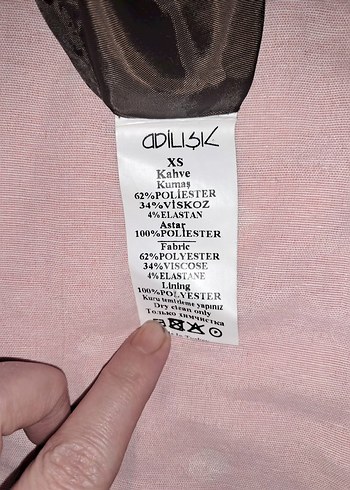 ADİLIŞIK
XS
Kahve
Kumaş
62%POLİESTER
34%VİSKOZ
4%ELASTAN
Astar
100%POLİESTER
Fabric
62%POLYESTER
34%VISCOSE
4%ELASTANE
Lining
100%POLYESTER
Kuru temizleme yapınız
Dry clean only
Только химчистка